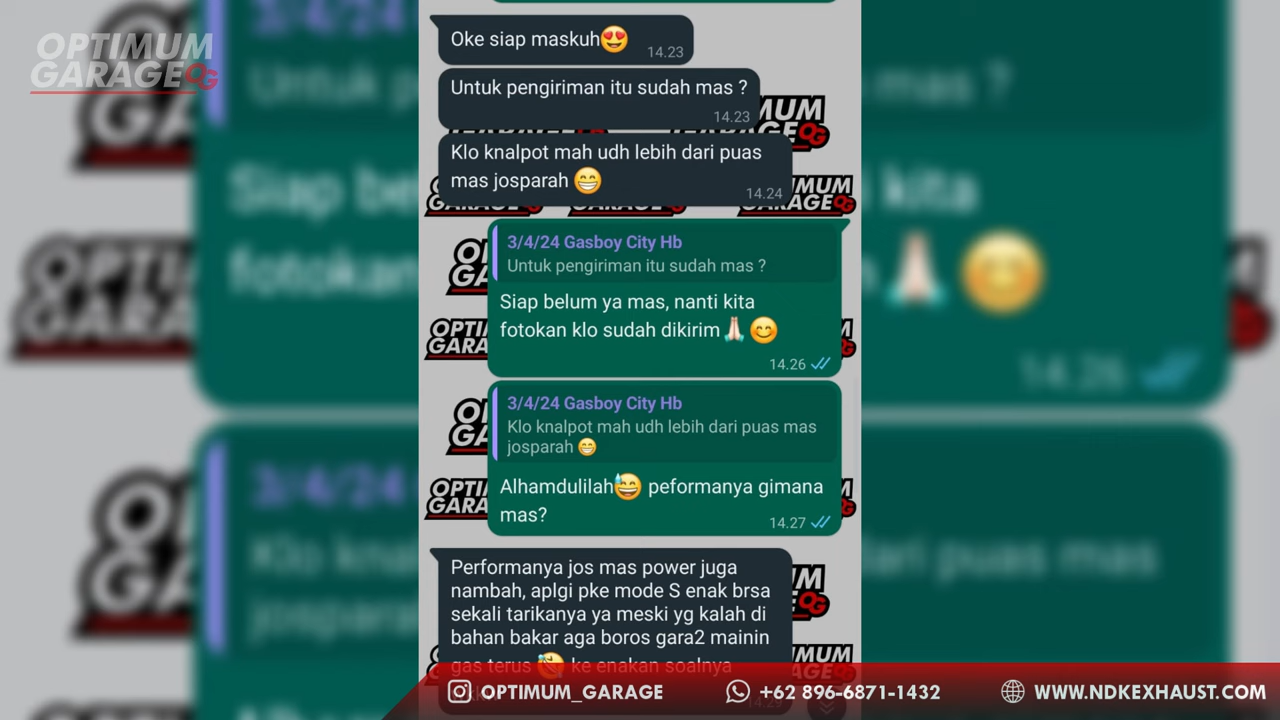 OPTIMUM
GARAGE OG
Oke siap maskuh😍
14.23
Untuk pengiriman itu sudah mas ?
14.23
Klo knalpot mah udh lebih dari puas
mas josparah 😁
14.24
3/4/24 Gasboy City Hb
Untuk pengiriman itu sudah mas ?
Siap belum ya mas, nanti kita
fotokan klo sudah dikirim🙏🏻😊
14.26
3/4/24 Gasboy City Hb
Klo knalpot mah udh lebih dari puas mas
josparah 😁
Alhamdulilah😅 peformanya gimana
mas?
14.27
Performanya jos mas power juga
nambah, aplgi pke mode S enak brsa
sekali tarikanya ya meski yg kalah di
bahan bakar aga boros gara2 mainin
gas terus ke enakan soalnya
14.29
OPTIMUM_GARAGE
+62 896-6871-1432
WWW.NDKEXHAUST.COM